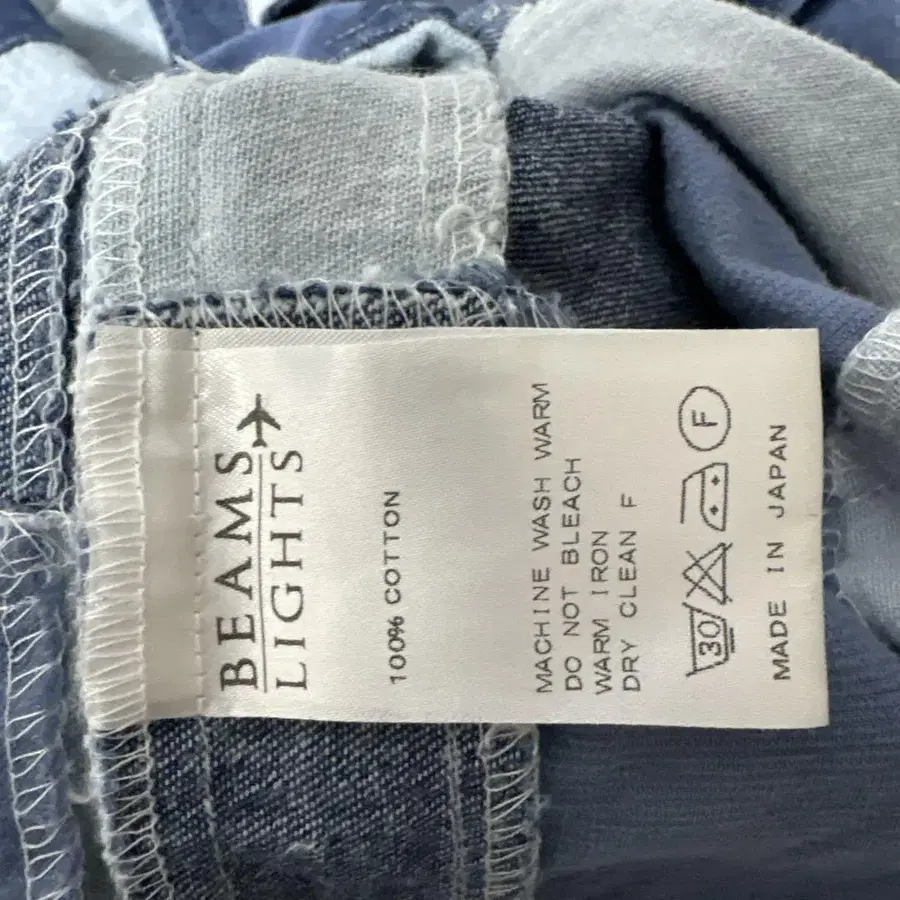 BEAMS
LIGHTS
100% COTTON
MACHINE WASH WARM
DO NOT BLEACH
WARM IRON
DRY CLEAN F
30 F
MADE IN JAPAN